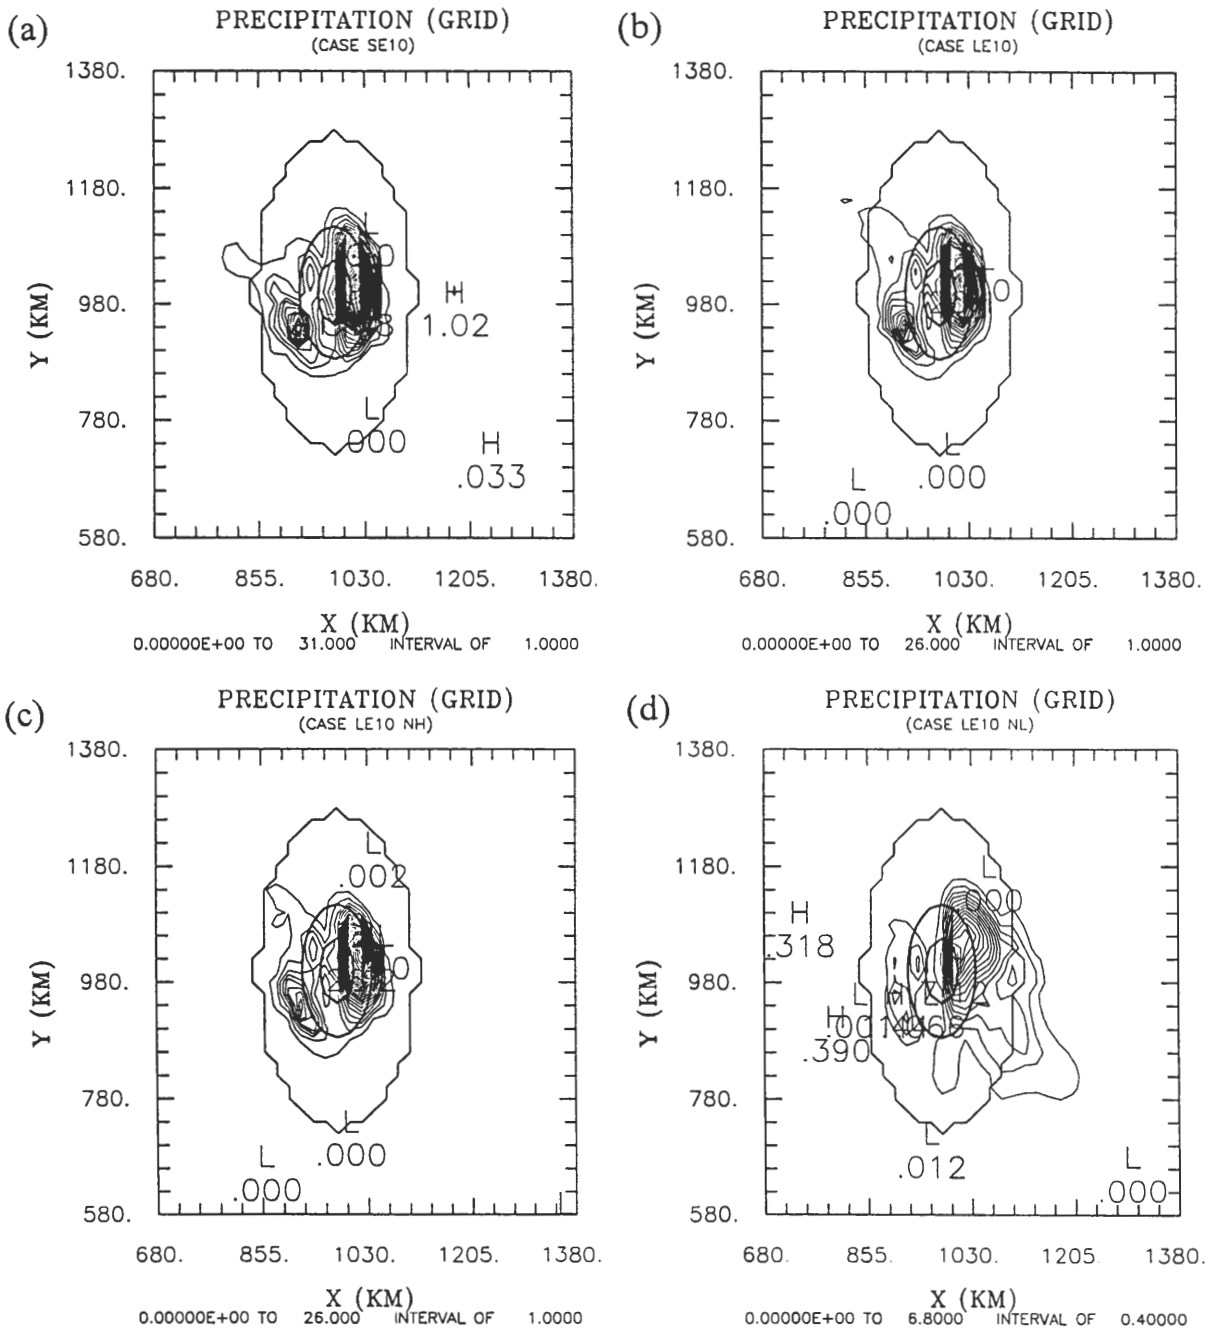 (a)
PRECIPITATION (GRID)
(CASE SE10)
1380.
1180.
980.
780.
580.
Y (KM)
L
H
1.02
L
.000
H
.033
680. 855. 1030. 1205. 1380.
X (KM)
0.00000E+00 TO 31.000 INTERVAL OF 1.0000
(b)
PRECIPITATION (GRID)
(CASE LE10)
1380.
1180.
980.
780.
580.
Y (KM)
L
.000
L
.000
680. 855. 1030. 1205. 1380.
X (KM)
0.00000E+00 TO 26.000 INTERVAL OF 1.0000
(c)
PRECIPITATION (GRID)
(CASE LE10 NH)
1380.
1180.
980.
780.
580.
Y (KM)
L
.002
L
.000
L
.000
680. 855. 1030. 1205. 1380.
X (KM)
0.00000E+00 TO 26.000 INTERVAL OF 1.0000
(d)
PRECIPITATION (GRID)
(CASE LE10 NL)
1380.
1180.
980.
780.
580.
Y (KM)
L
.000
H
.318
L
H
.390
L
.012
L
.000
680. 855. 1030. 1205. 1380.
X (KM)
0.00000E+00 TO 6.8000 INTERVAL OF 0.40000